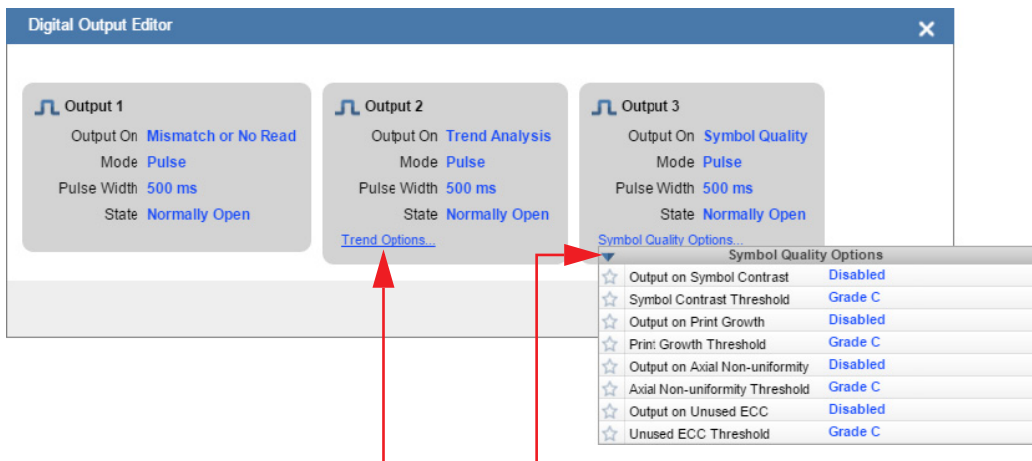 Digital Output Editor
Output 1
Output On Mismatch or No Read
Mode Pulse
Pulse Width 500 ms
State Normally Open
Output 2
Output On Trend Analysis
Mode Pulse
Pulse Width 500 ms
State Normally Open
Trend Options...
Output 3
Output On Symbol Quality
Mode Pulse
Pulse Width 500 ms
State Normally Open
Symbol Quality Options...
Symbol Quality Options
Output on Symbol Contrast Disabled
Symbol Contrast Threshold Grade C
Output on Print Growth Disabled
Print Growth Threshold Grade C
Output on Axial Non-uniformity Disabled
Axial Non-uniformity Threshold Grade C
Output on Unused ECC Disabled
Unused ECC Threshold Grade C